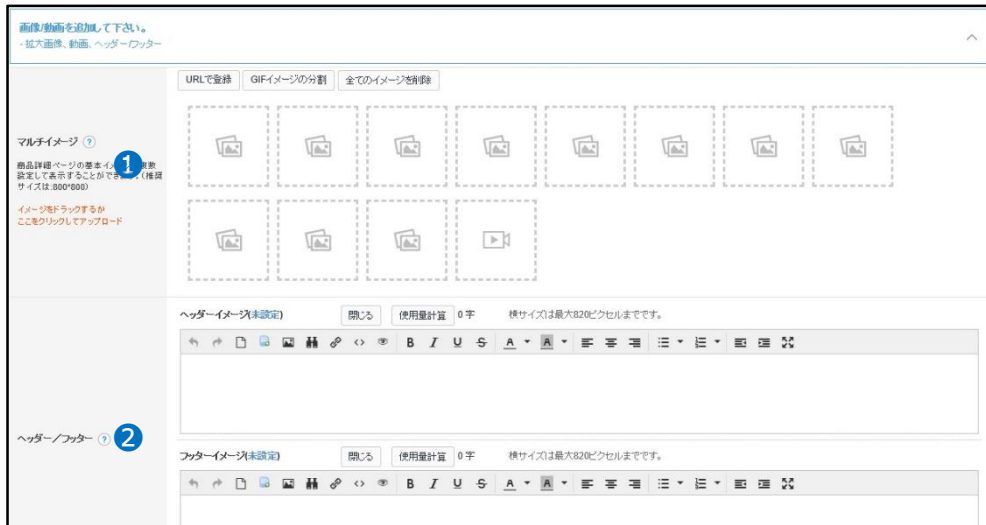 画像/動画を追加して下さい。
- 拡大画像、動画、ヘッダー/フッター
URLで登録 GIFイメージの分割 全てのイメージを削除
マルチイメージ ?
1
商品詳細ページの基本イ 複数
設定して表示することができ (推奨
サイズは:800*800)
イメージをドラックするか
ここをクリックしてアップロード
ヘッダーイメージ(未設定) 閉じる 使用量計算 0 字 横サイズは最大820ピクセルまでです。
B I U S A A
ヘッダー/フッター ? 2
フッターイメージ(未設定) 閉じる 使用量計算 0 字 横サイズは最大820ピクセルまでです。
B I U S A A